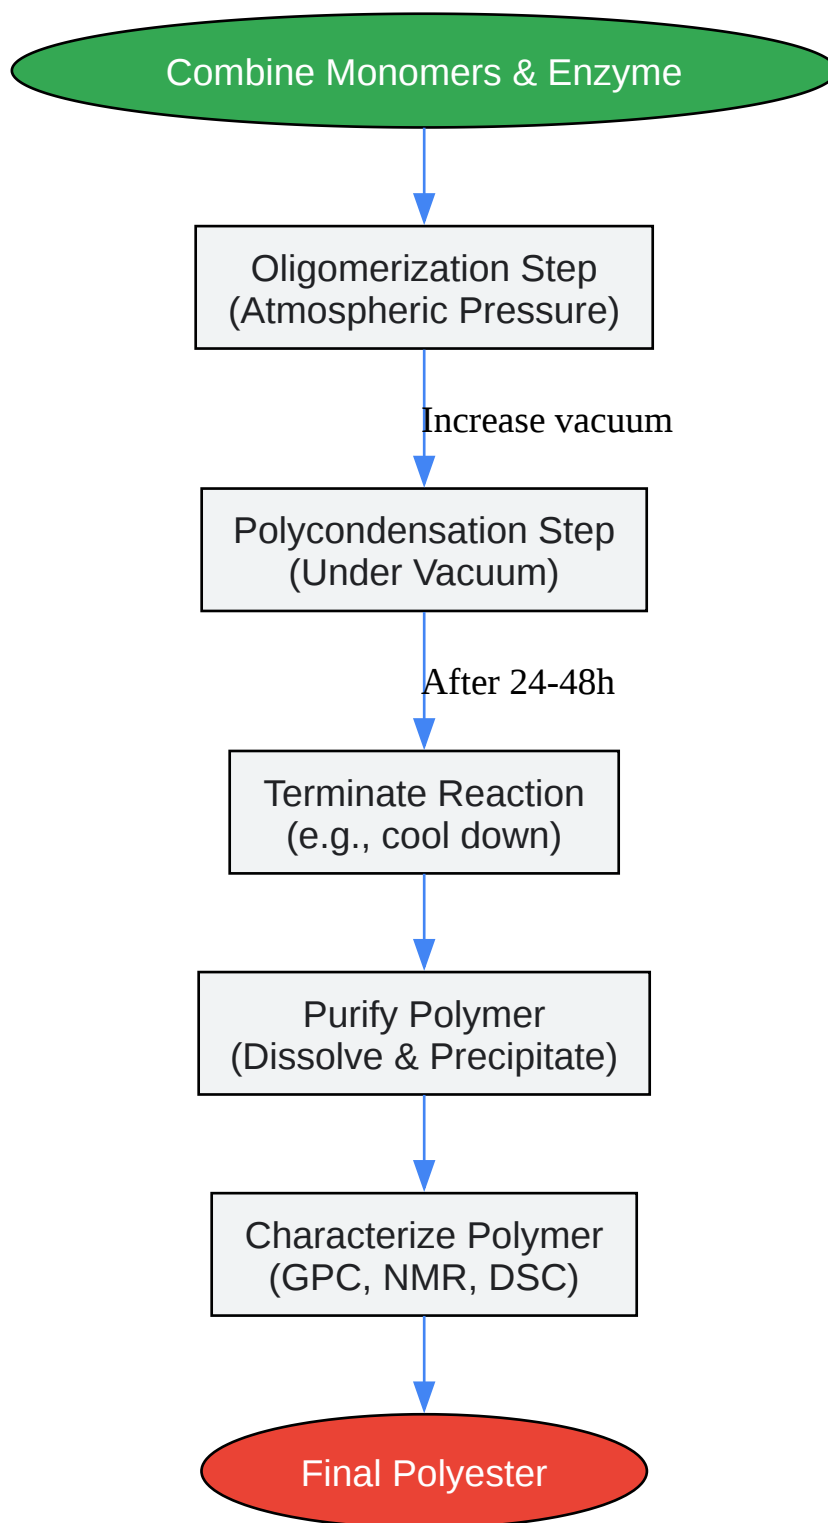 Combine Monomers & Enzyme
Oligomerization Step
(Atmospheric Pressure)
Increase vacuum
Polycondensation Step
(Under Vacuum)
After 24-48h
Terminate Reaction
(e.g., cool down)
Purify Polymer
(Dissolve & Precipitate)
Characterize Polymer
(GPC, NMR, DSC)
Final Polyester